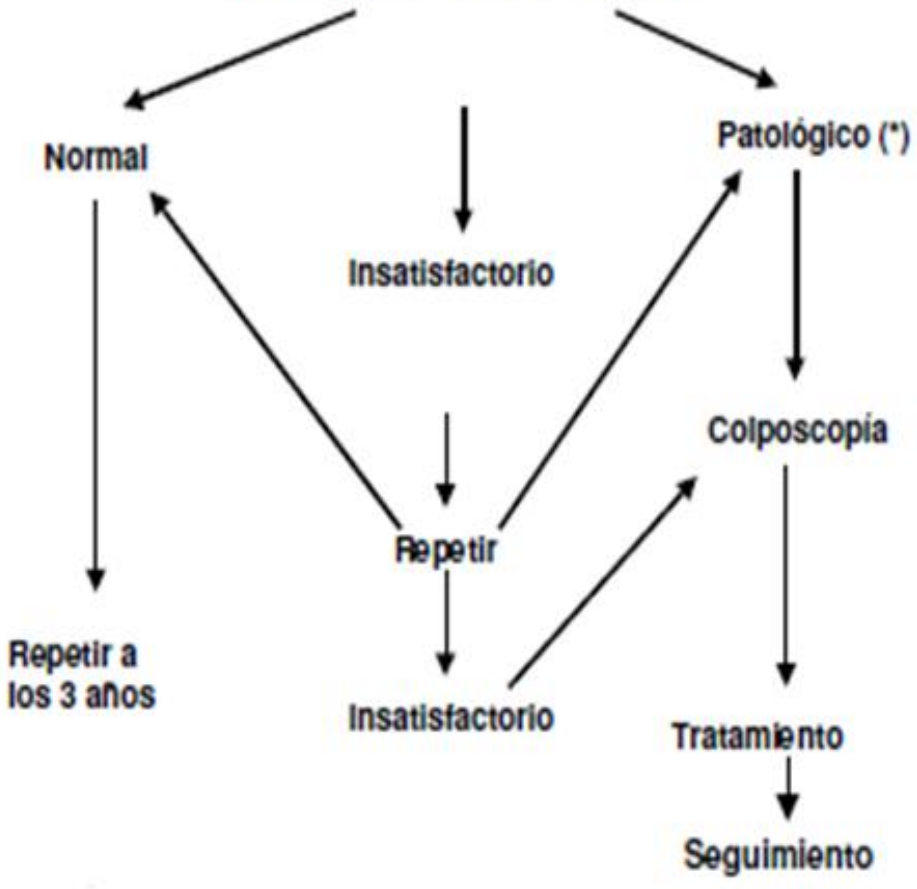 Normal
Patológico (*)
Insatisfactorio
Colposcopía
Repetir
Repetir a
los 3 años
Insatisfactorio
Tratamiento
Seguimiento